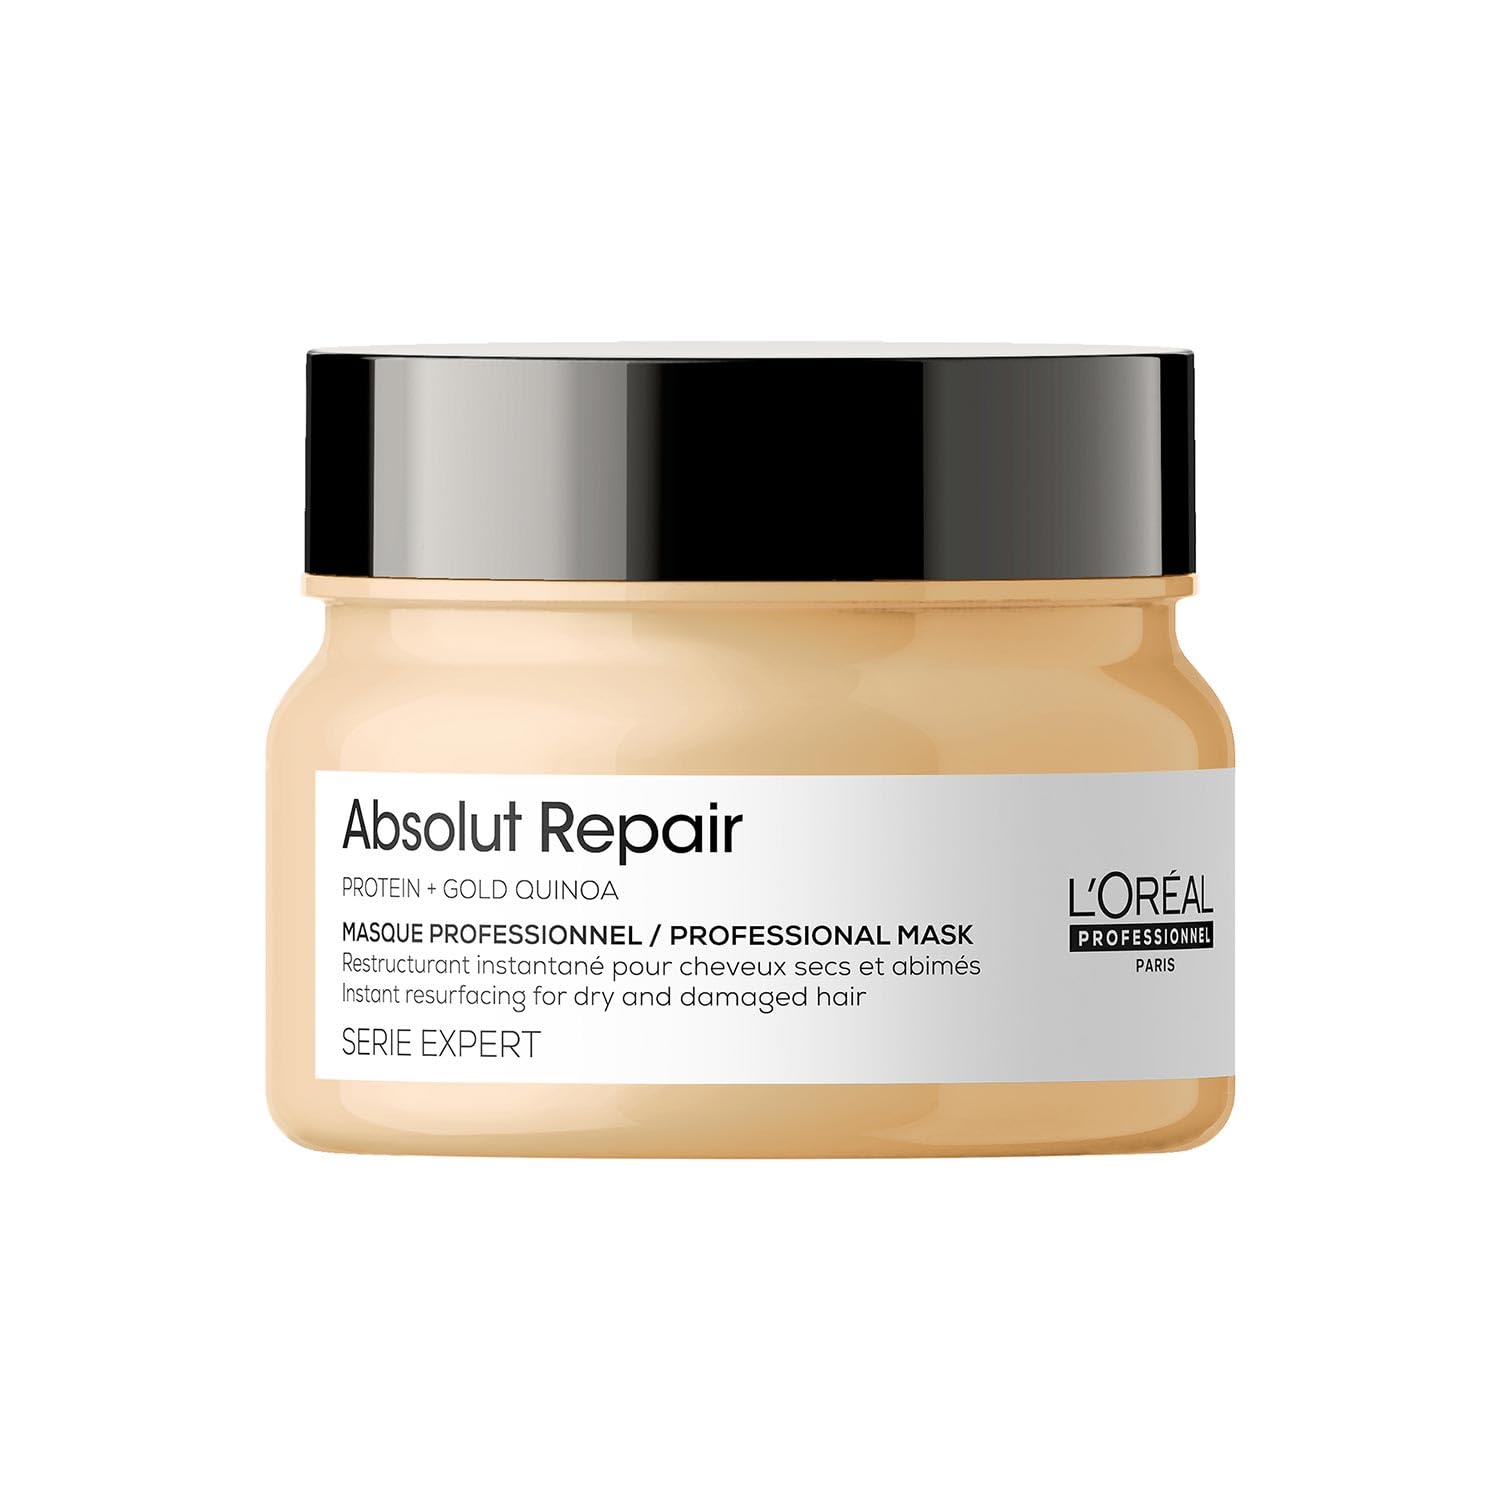 Absolut Repair
PROTEIN + GOLD QUINOA
MASQUE PROFESSIONNEL / PROFESSIONAL MASK
Restructurant instantané pour cheveux secs et abimés
Instant resurfacing for dry and damaged hair
SERIE EXPERT
L'ORÉAL
PROFESSIONNEL
PARIS